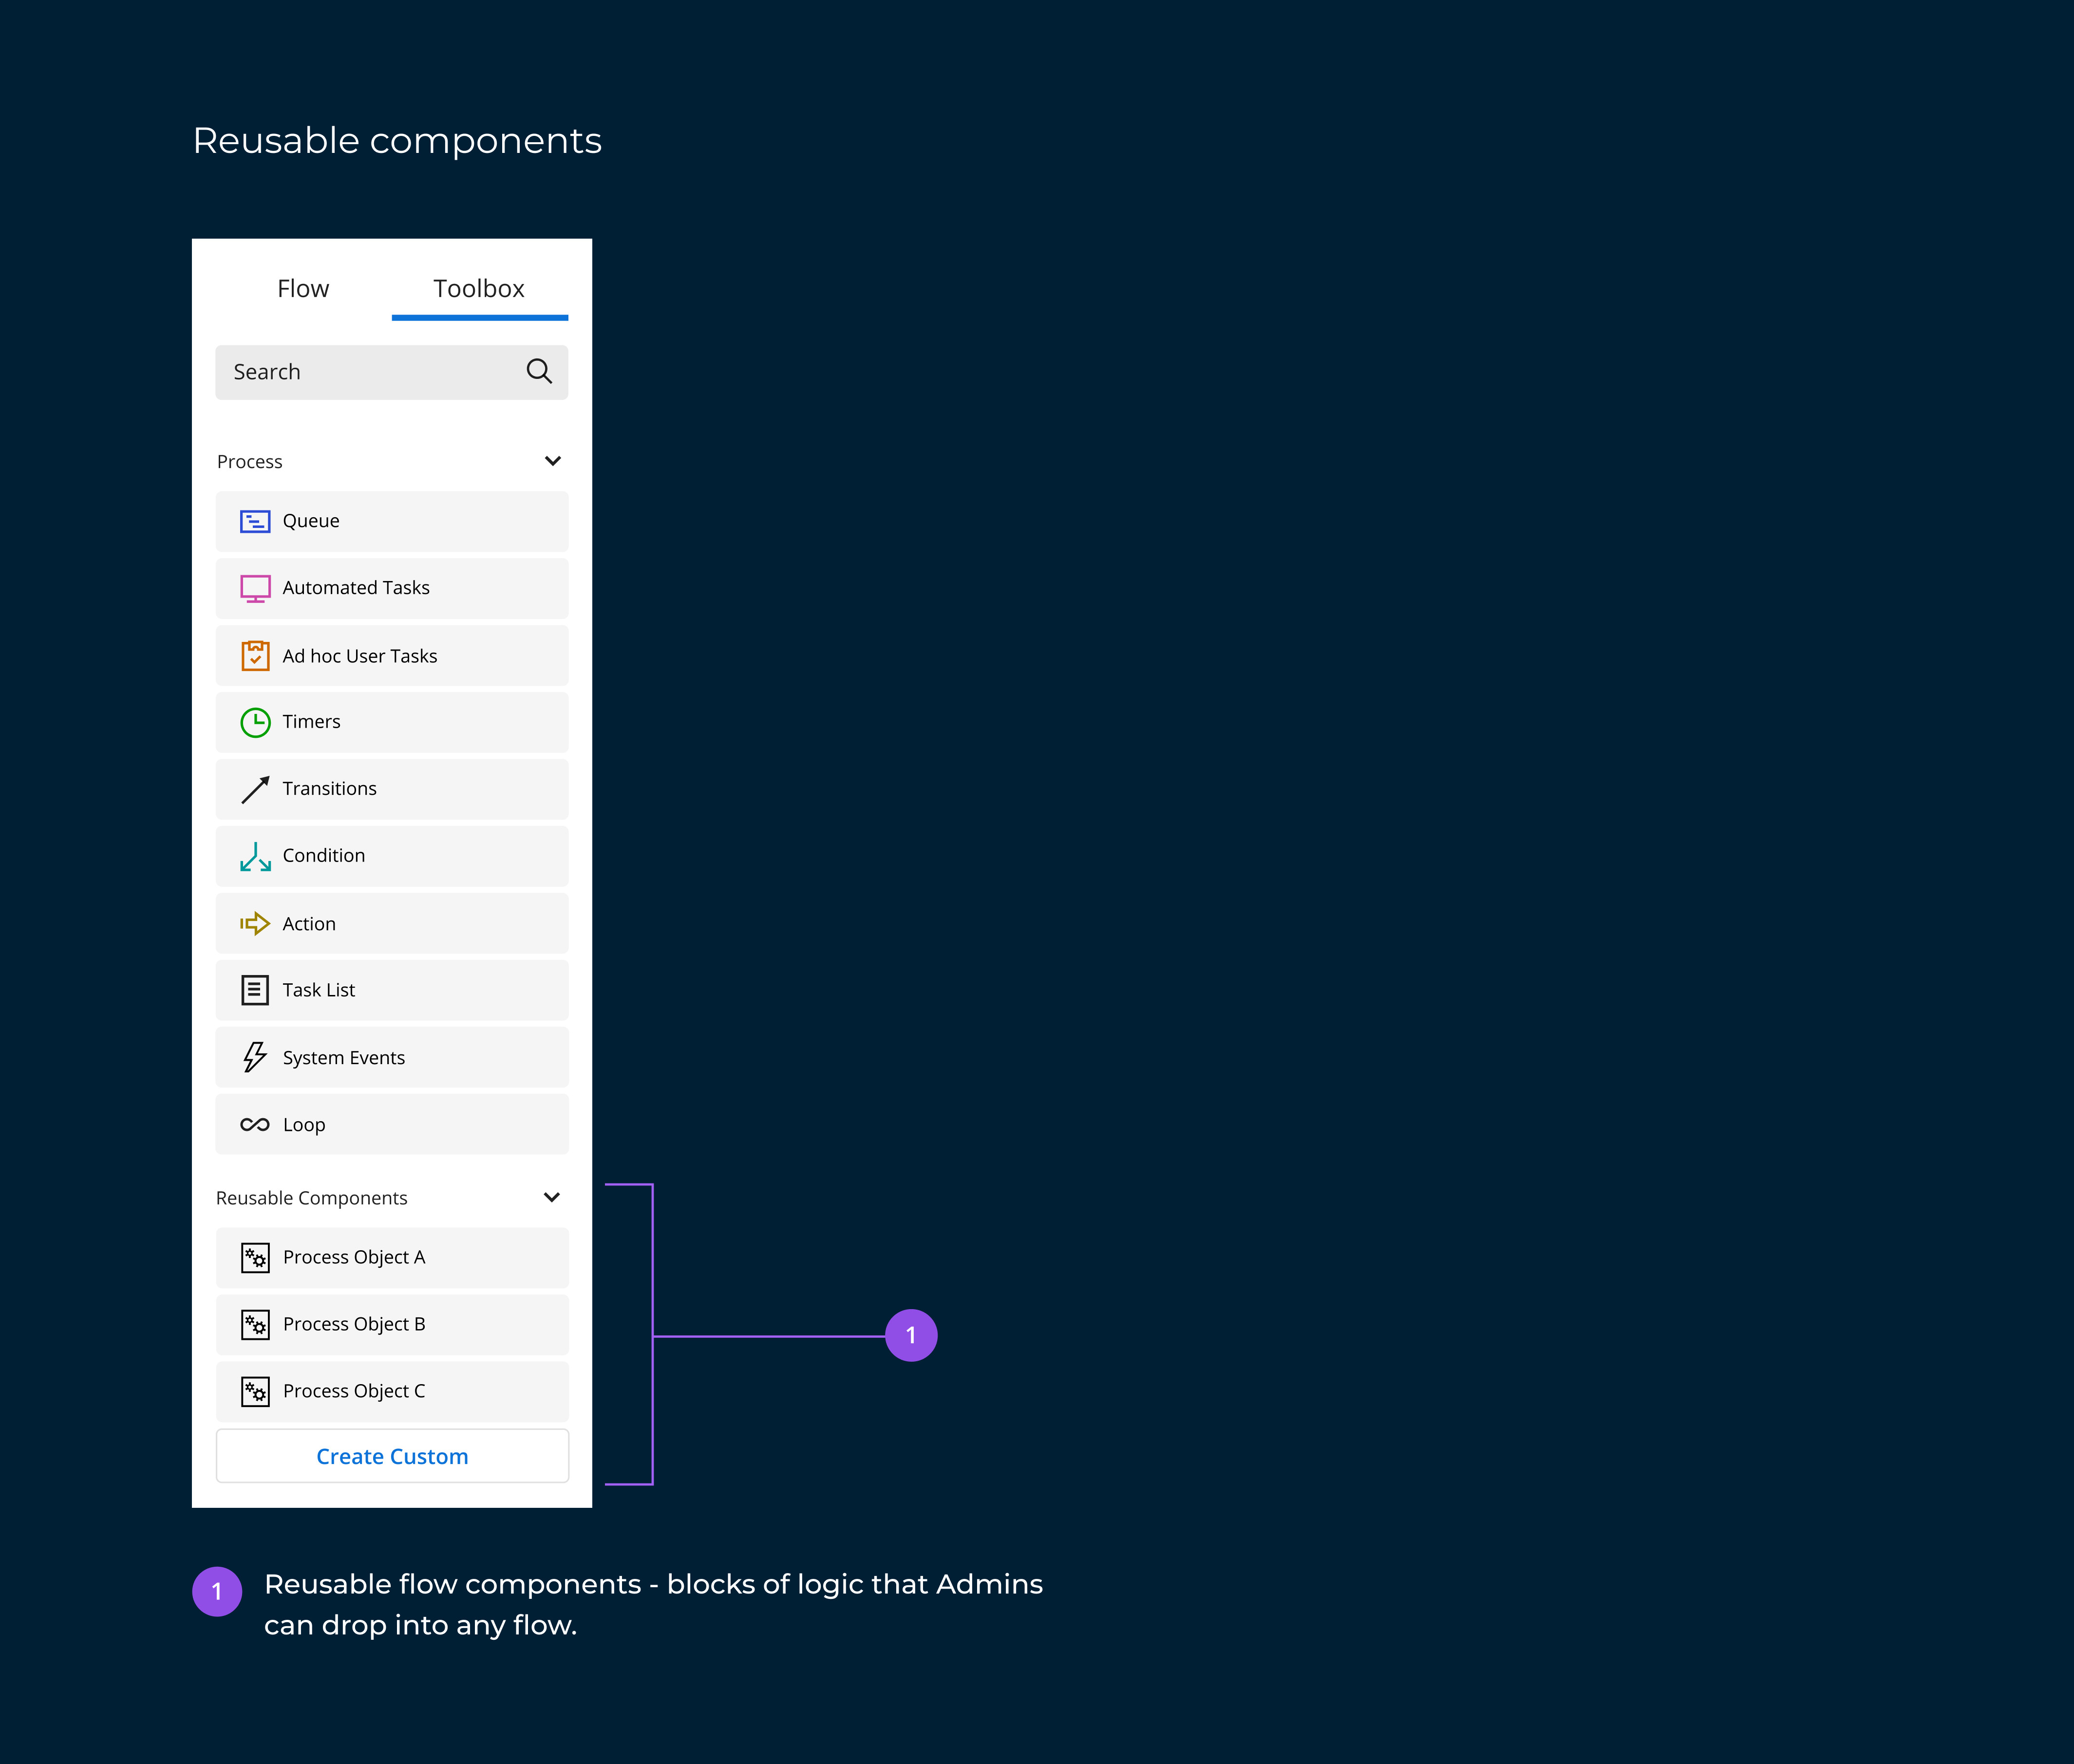 Reusable components
Flow
Toolbox
Search
Process
Queue
Automated Tasks
Ad hoc User Tasks
Timers
Transitions
Condition
Action
Task List
System Events
Loop
Reusable Components
Process Object A
Process Object B
1
Process Object C
Create Custom
1
Reusable flow components - blocks of logic that Admins
can drop into any flow.